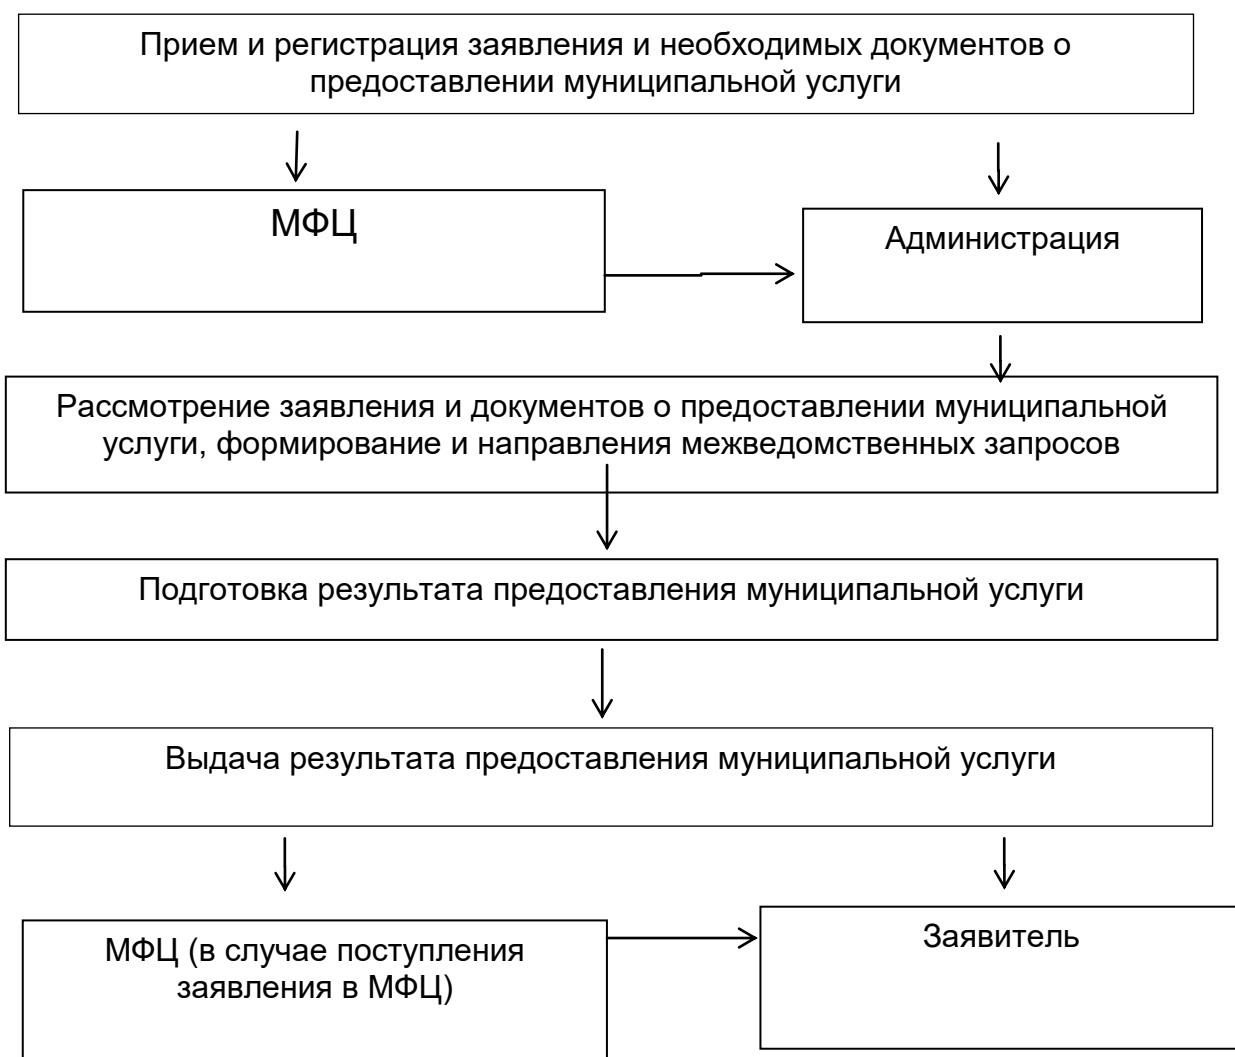 Прием и регистрация заявления и необходимых документов о
предоставлении муниципальной услуги
МФЦ
Администрация
Рассмотрение заявления и документов о предоставлении муниципальной
услуги, формирование и направления межведомственных запросов
Подготовка результата предоставления муниципальной услуги
Выдача результата предоставления муниципальной услуги
МФЦ (в случае поступления
заявления в МФЦ)
Заявитель